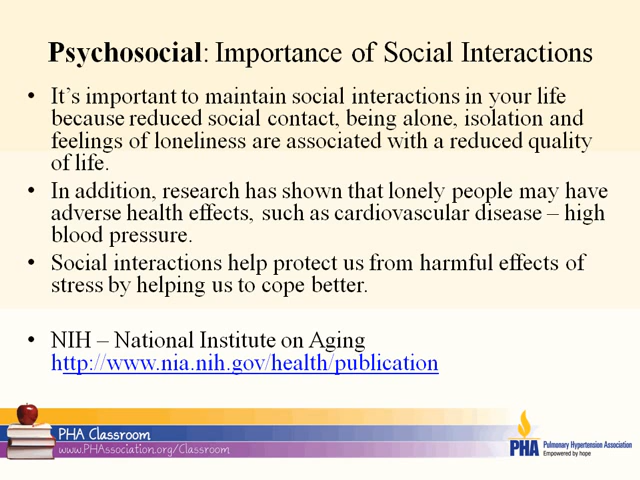 Psychosocial: Importance of Social Interactions
• It's important to maintain social interactions in your life
because reduced social contact, being alone, isolation and
feelings of loneliness are associated with a reduced quality
of life.
• In addition, research has shown that lonely people may have
adverse health effects, such as cardiovascular disease – high
blood pressure.
• Social interactions help protect us from harmful effects of
stress by helping us to cope better.
• NIH – National Institute on Aging
http://www.nia.nih.gov/health/publication
PHA Classroom
www.PHAssociation.org/Classroom
PHA Pulmonary Hypertension Association
Empowered by hope